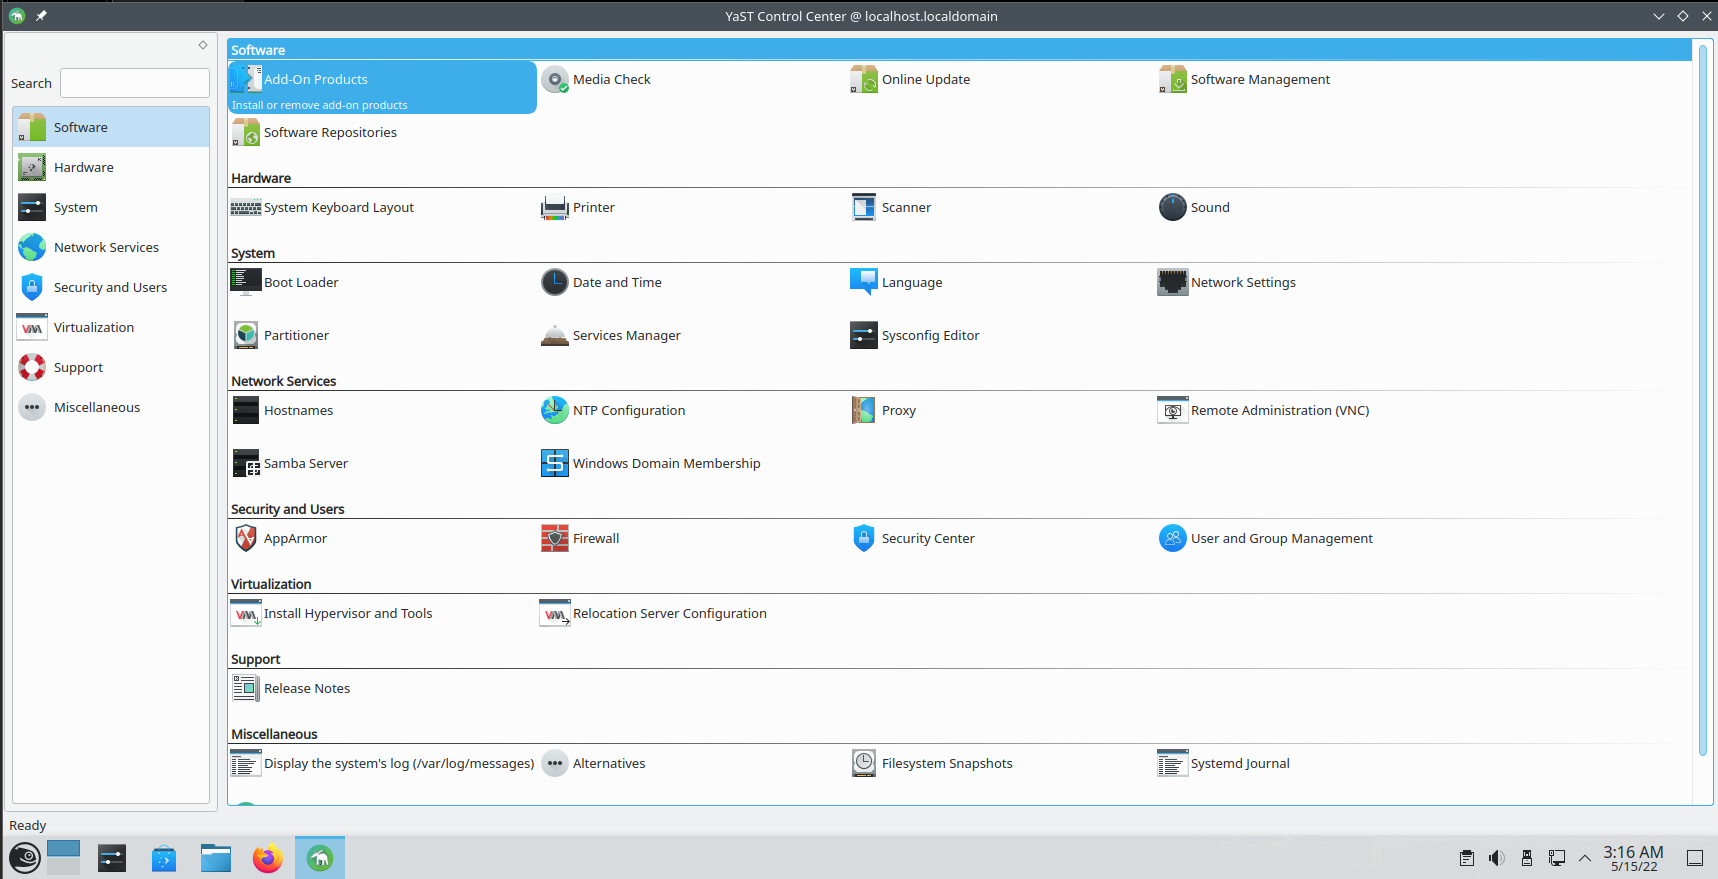 YaST Control Center @ localhost.localdomain
Search
Software
Hardware
System
Network Services
Security and Users
Virtualization
Support
Miscellaneous
Software
Add-On Products
Install or remove add-on products
Media Check
Online Update
Software Management
Software Repositories
Hardware
System Keyboard Layout
Printer
Scanner
Sound
System
Boot Loader
Date and Time
Language
Network Settings
Partitioner
Services Manager
Sysconfig Editor
Network Services
Hostnames
NTP Configuration
Proxy
Remote Administration (VNC)
Samba Server
Windows Domain Membership
Security and Users
AppArmor
Firewall
Security Center
User and Group Management
Virtualization
Install Hypervisor and Tools
Relocation Server Configuration
Support
Release Notes
Miscellaneous
Display the system's log (/var/log/messages)
Alternatives
Filesystem Snapshots
Systemd Journal
Ready
3:16 AM
5/15/22